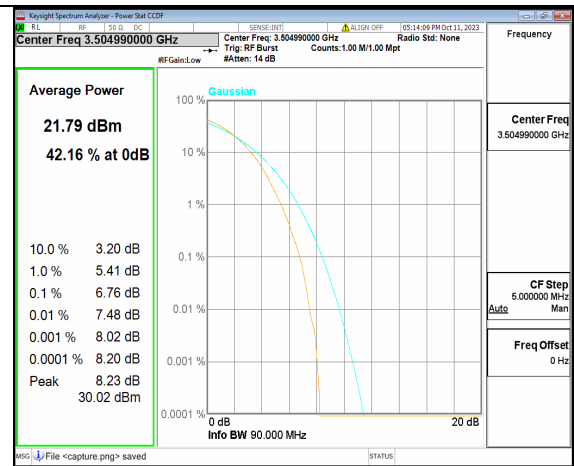 Keysight Spectrum Analyzer - Power Stat CCDF
RL RF 50 Ω DC SENSE:INT ALIGN OFF 05:14:09 PM Oct 11, 2023
Center Freq 3.504990000 GHz
Center Freq: 3.504990000 GHz Radio Std: None
Trig: RF Burst Counts:1.00 M/1.00 Mpt
#IFGain:Low #Atten: 14 dB
Frequency
Average Power
21.79 dBm
42.16 % at 0dB
10.0 % 3.20 dB
1.0 % 5.41 dB
0.1 % 6.76 dB
0.01 % 7.48 dB
0.001 % 8.02 dB
0.0001 % 8.20 dB
Peak 8.23 dB
30.02 dBm
Gaussian
100 %
10 %
1 %
0.1 %
0.01 %
0.001 %
0.0001 %
0 dB 20 dB
Info BW 90.000 MHz
Center Freq
3.504990000 GHz
CF Step
5.000000 MHz
Auto Man
Freq Offset
0 Hz
MSG File <capture.png> saved STATUS